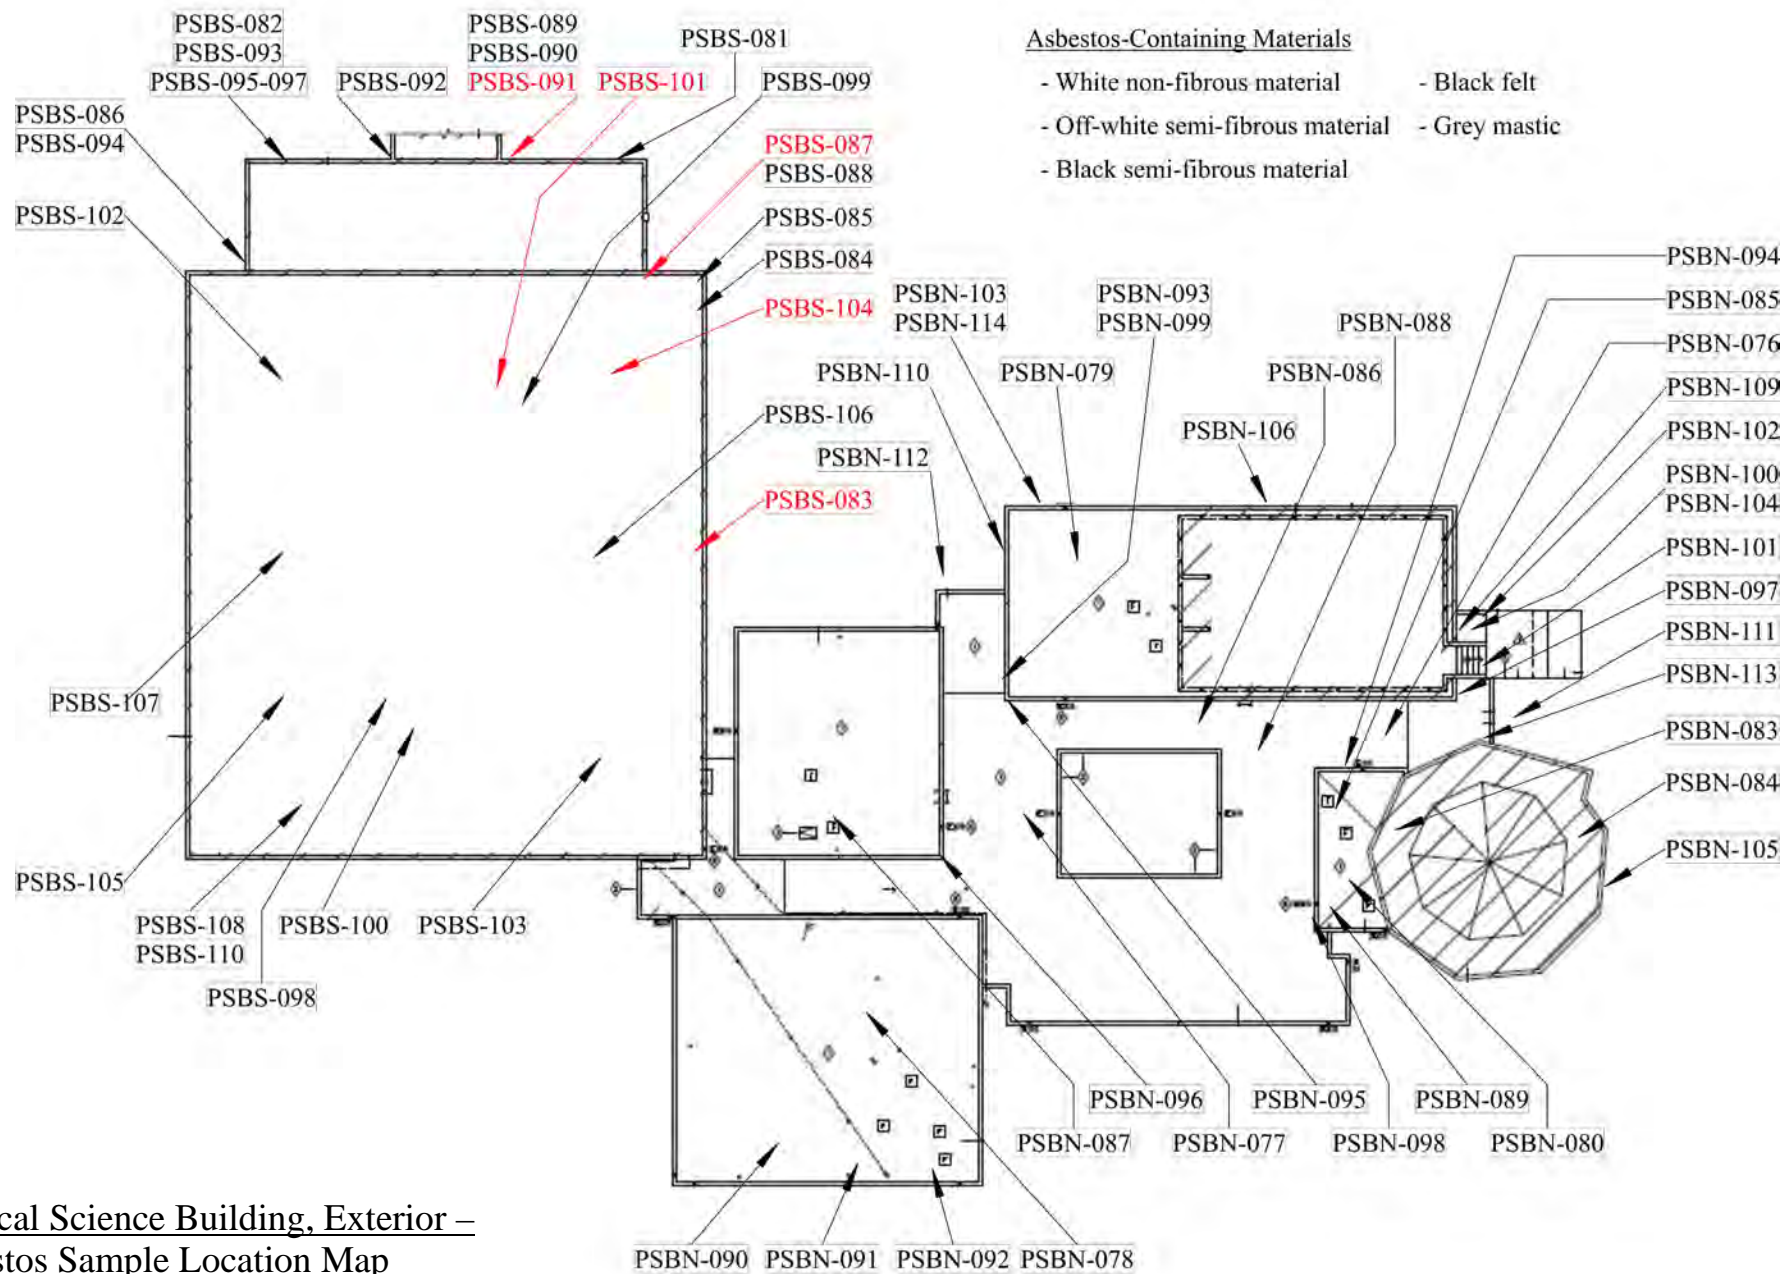 PSBS-082
PSBS-093
PSBS-095-097
PSBS-092
PSBS-089
PSBS-090
PSBS-091
PSBS-101
PSBS-081
PSBS-099
PSBS-086
PSBS-094
PSBS-102
PSBS-087
PSBS-088
PSBS-085
PSBS-084
PSBS-104
PSBS-106
PSBS-083
PSBS-107
PSBS-105
PSBS-108
PSBS-110
PSBS-098
PSBS-100
PSBS-103
Asbestos-Containing Materials
- White non-fibrous material
- Black felt
- Off-white semi-fibrous material
- Grey mastic
- Black semi-fibrous material
PSBN-103
PSBN-114
PSBN-093
PSBN-099
PSBN-088
PSBN-110
PSBN-079
PSBN-086
PSBN-106
PSBN-112
PSBN-094
PSBN-085
PSBN-076
PSBN-109
PSBN-102
PSBN-100
PSBN-104
PSBN-101
PSBN-097
PSBN-111
PSBN-113
PSBN-083
PSBN-084
PSBN-105
PSBN-096
PSBN-095
PSBN-089
PSBN-087
PSBN-077
PSBN-098
PSBN-080
PSBN-090
PSBN-091
PSBN-092
PSBN-078
cal Science Building, Exterior –
stos Sample Location Map